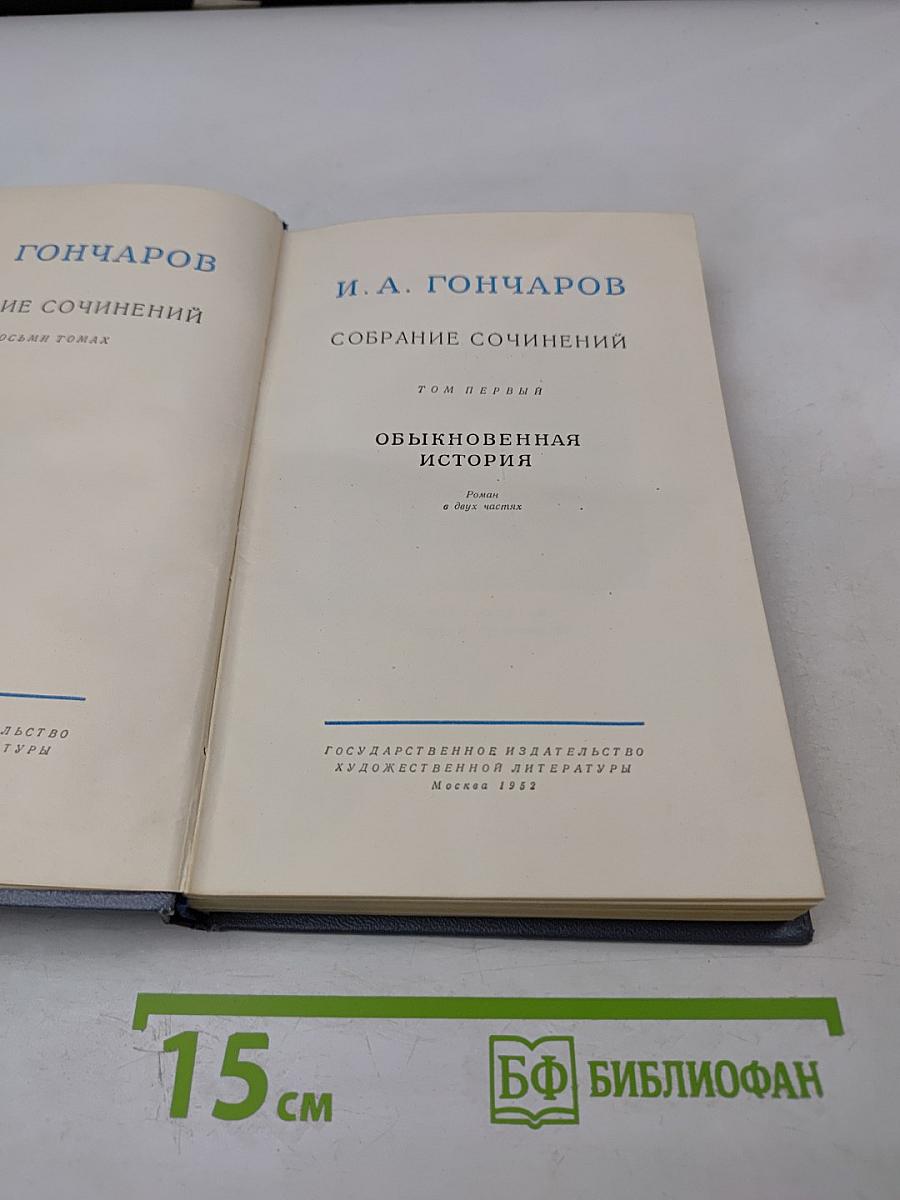 ГОНЧАРОВ
ИЕ СОЧИНЕНИЙ
ОСЬМИ ТОМАХ
ЛЬСТВО
ТУРЫ
И. А. ГОНЧАРОВ
СОБРАНИЕ СОЧИНЕНИЙ
ТОМ ПЕРВЫЙ
ОБЫКНОВЕННАЯ
ИСТОРИЯ
Роман
в двух частях
ГОСУДАРСТВЕННОЕ ИЗДАТЕЛЬСТВО
ХУДОЖЕСТВЕННОЙ ЛИТЕРАТУРЫ
Москва 1952
15 см
БФ БИБЛИОФАН